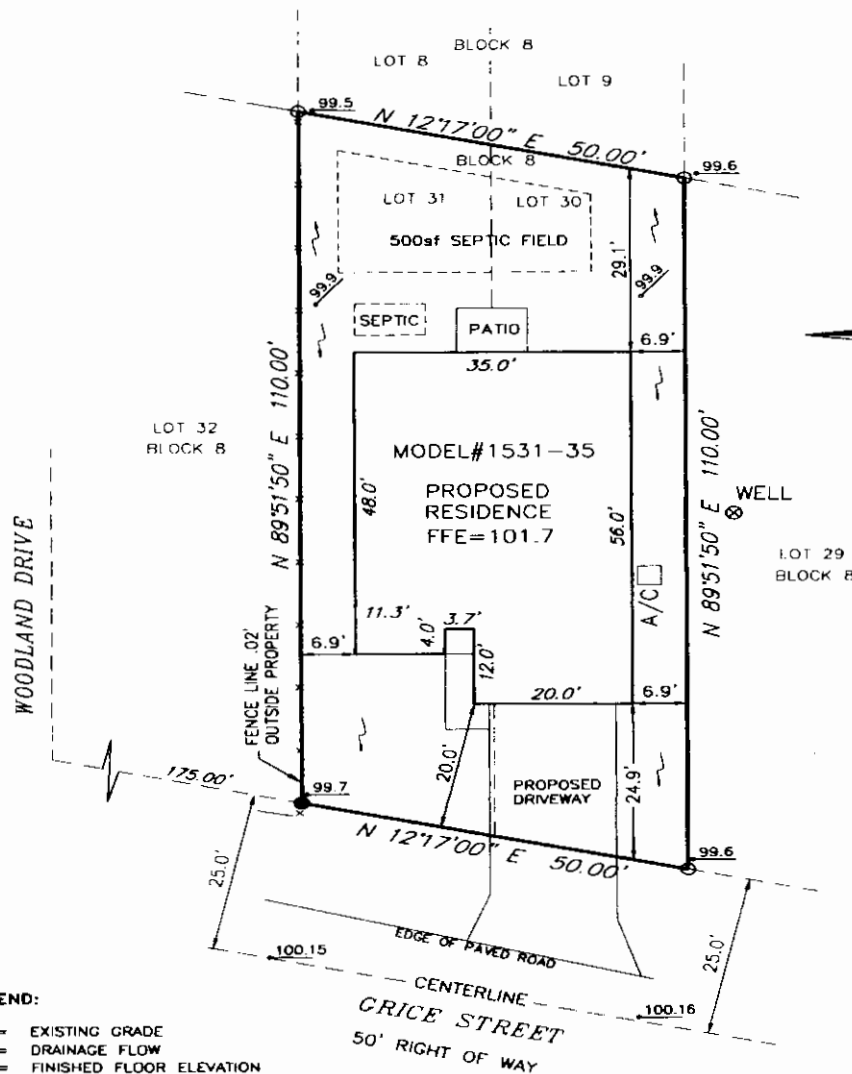 BLOCK 8
LOT 8
LOT 9
99.5
N 12°17'00" E 50.00'
99.6
BLOCK 8
LOT 31
LOT 30
500sf SEPTIC FIELD
29.1'
99.9
99.9
SEPTIC
PATIO
6.9'
35.0'
N 89°51'50" E 110.00'
N 89°51'50" E 110.00'
LOT 32
BLOCK 8
MODEL#1531-35
PROPOSED
RESIDENCE
FFE=101.7
48.0'
56.0'
WELL
LOT 29
BLOCK 8
A/C
WOODLAND DRIVE
11.3'
3.7'
4.0'
6.9'
12.0'
20.0'
6.9'
FENCE LINE .02'
OUTSIDE PROPERTY
20.0'
PROPOSED
DRIVEWAY
24.9'
175.00'
99.7
N 12°17'00" E 50.00'
99.6
25.0'
25.0'
EDGE OF PAVED ROAD
100.15
CENTERLINE
100.16
GRICE STREET
50' RIGHT OF WAY
END:
= EXISTING GRADE
= DRAINAGE FLOW
= FINISHED FLOOR ELEVATION